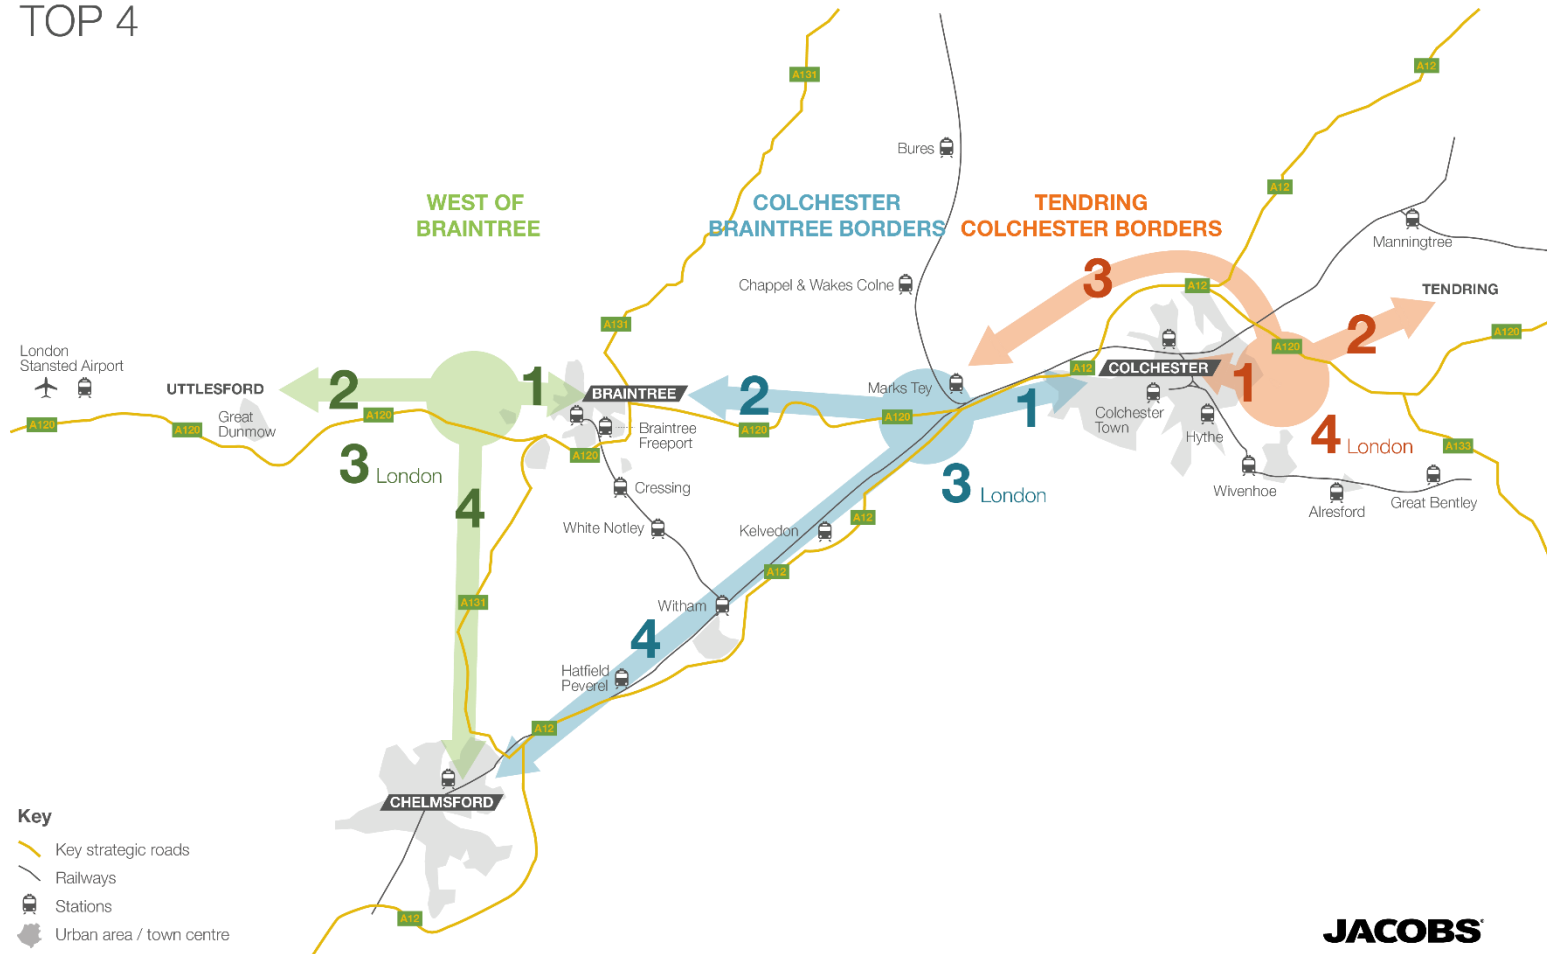 TOP 4
A131
A12
Bures
A12
WEST OF
BRAINTREE
COLCHESTER
BRAINTREE BORDERS
TENDRING
COLCHESTER BORDERS
Manningtree
3
Chappel & Wakes Colne
A12
TENDRING
A131
2
A120
A120
London
Stansted Airport
UTTLESFORD
2
1
BRAINTREE
2
Marks Tey
A12
COLCHESTER
1
1
Great
Dunmow
A120
A120
A120
A120
A120
Braintree
Freeport
Colchester
Town
Hythe
4 London
A133
A120
3 London
3 London
Cressing
Wivenhoe
Alresford
Great Bentley
4
White Notley
Kelvedon
A12
A12
A131
Witham
4
Hatfield
Peverel
A12
CHELMSFORD
Key
Key strategic roads
Railways
Stations
Urban area / town centre
A12
JACOBS